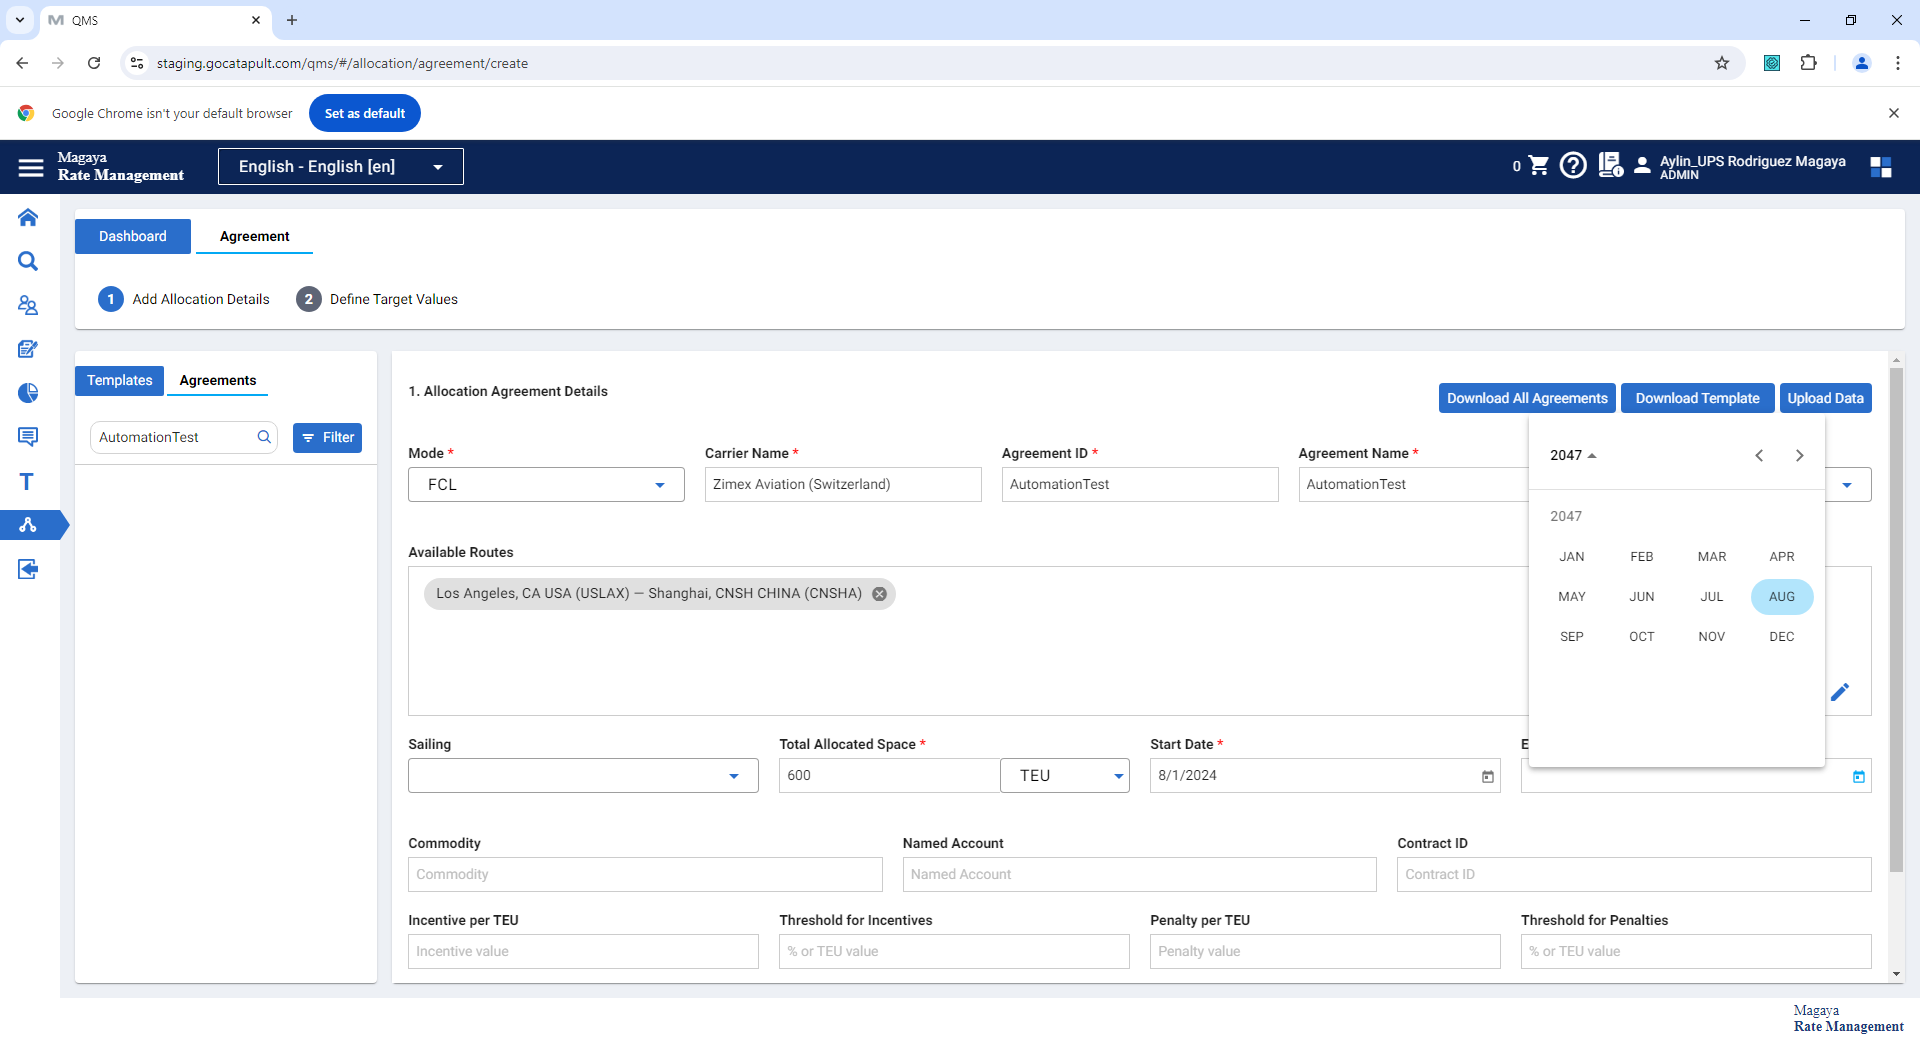 QMS
staging.gocatapult.com/qms/#/allocation/agreement/create
Google Chrome isn't your default browser
Set as default
Magaya
Rate Management
English - English [en]
0
Aylin_UPS Rodriguez Magaya
ADMIN
Dashboard
Agreement
1 Add Allocation Details
2 Define Target Values
Templates
Agreements
AutomationTest
Filter
1. Allocation Agreement Details
Download All Agreements
Download Template
Upload Data
Mode *
Carrier Name *
Agreement ID *
Agreement Name *
FCL
Zimex Aviation (Switzerland)
AutomationTest
AutomationTest
2047
2047
JAN FEB MAR APR
MAY JUN JUL AUG
SEP OCT NOV DEC
Available Routes
Los Angeles, CA USA (USLAX) — Shanghai, CNSH CHINA (CNSHA)
Sailing
Total Allocated Space *
Start Date *
E
600
TEU
8/1/2024
Commodity
Named Account
Contract ID
Commodity
Named Account
Contract ID
Incentive per TEU
Threshold for Incentives
Penalty per TEU
Threshold for Penalties
Incentive value
% or TEU value
Penalty value
% or TEU value
Magaya
Rate Management